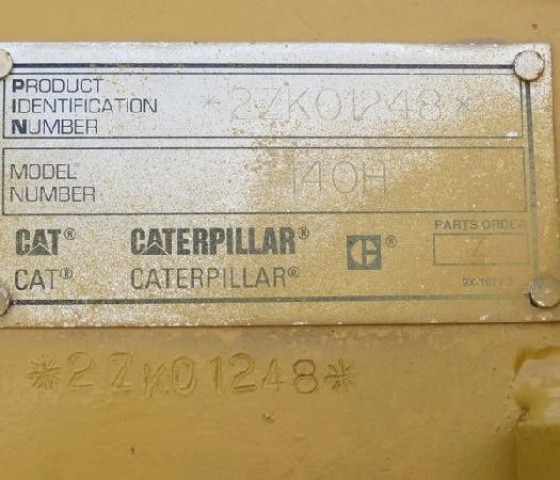 PRODUCT
IDENTIFICATION *2ZK01248*
NUMBER
MODEL
NUMBER 140H
CAT® CATERPILLAR® ®
CAT® CATERPILLAR®
PARTS ORDER
Z
*2ZK01248*